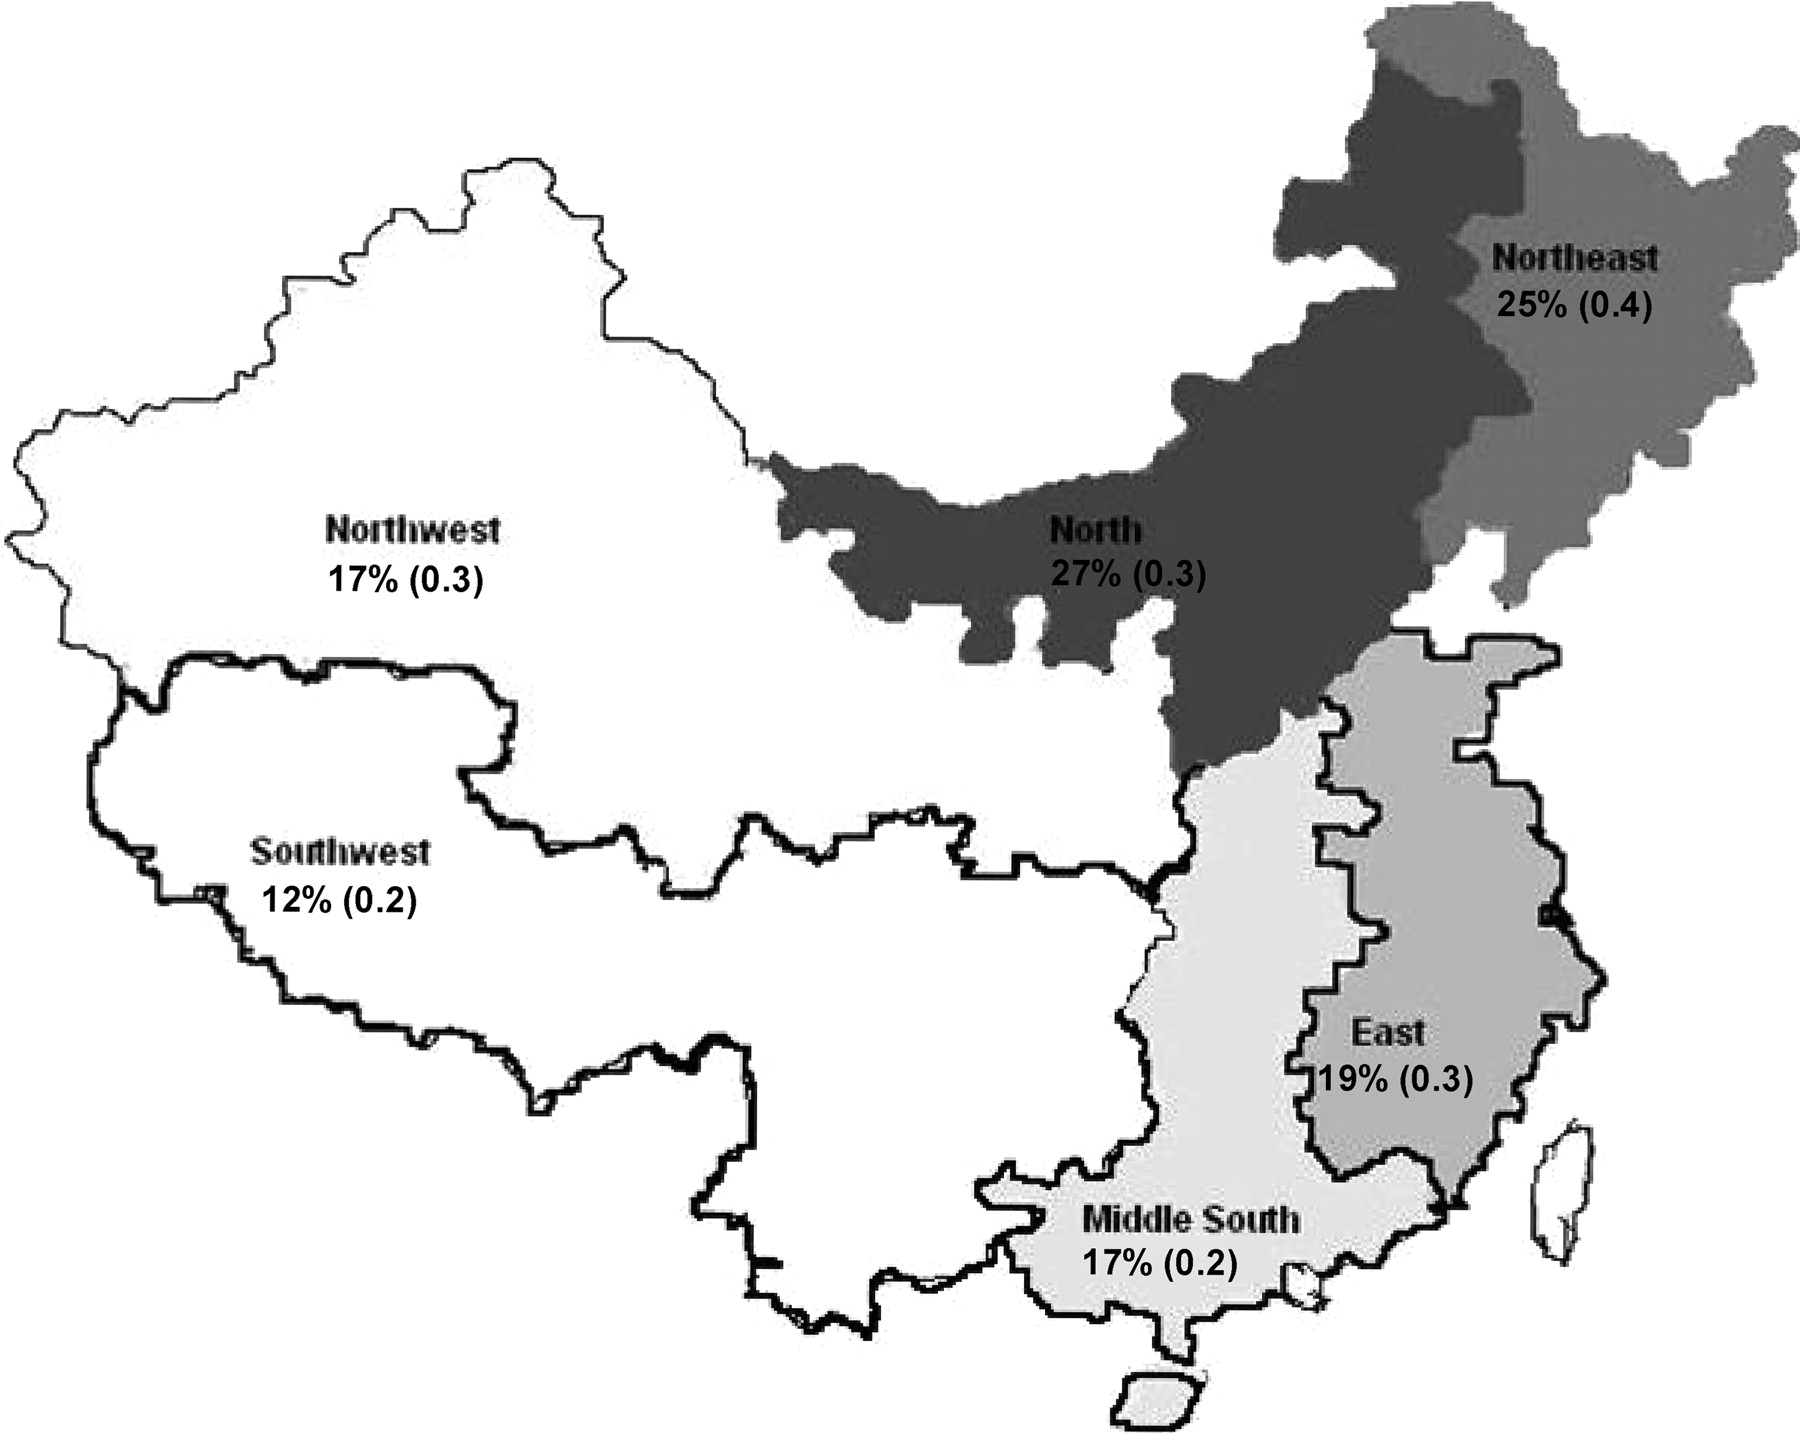 Northeast
25% (0.4)
Northwest
17% (0.3)
North
27% (0.3)
Southwest
12% (0.2)
East
19% (0.3)
Middle South
17% (0.2)